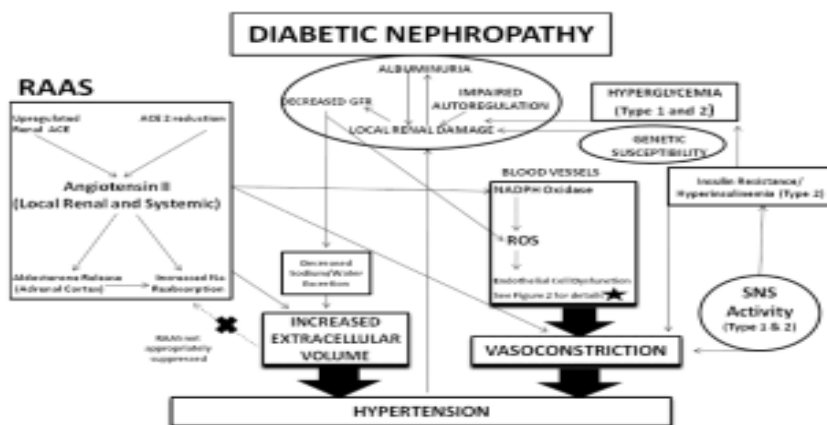 DIABETIC NEPHROPATHY
RAAS
Upregulated
Renal ACE
ACE 2 reduction
Angiotensin II
(Local Renal and Systemic)
Aldosterone Release
(Adrenal Cortex)
Increased Na
Reabsorption
RAAS not
appropriately
suppressed
ALBUMINURIA
DECREASED GFR
IMPAIRED
AUTOREGULATION
LOCAL RENAL DAMAGE
HYPERGLYCEMIA
(Type 1 and 2)
GENETIC
SUSCEPTIBILITY
BLOOD VESSELS
NADPH Oxidase
ROS
Endothelial Cell Dysfunction
See Figure 2 for details
Insulin Resistance/
Hyperinsulinemia (Type 2)
SNS
Activity
(Type 1 & 2)
Decreased
Sodium/Water
Excretion
INCREASED
EXTRACELLULAR
VOLUME
VASOCONSTRICTION
HYPERTENSION